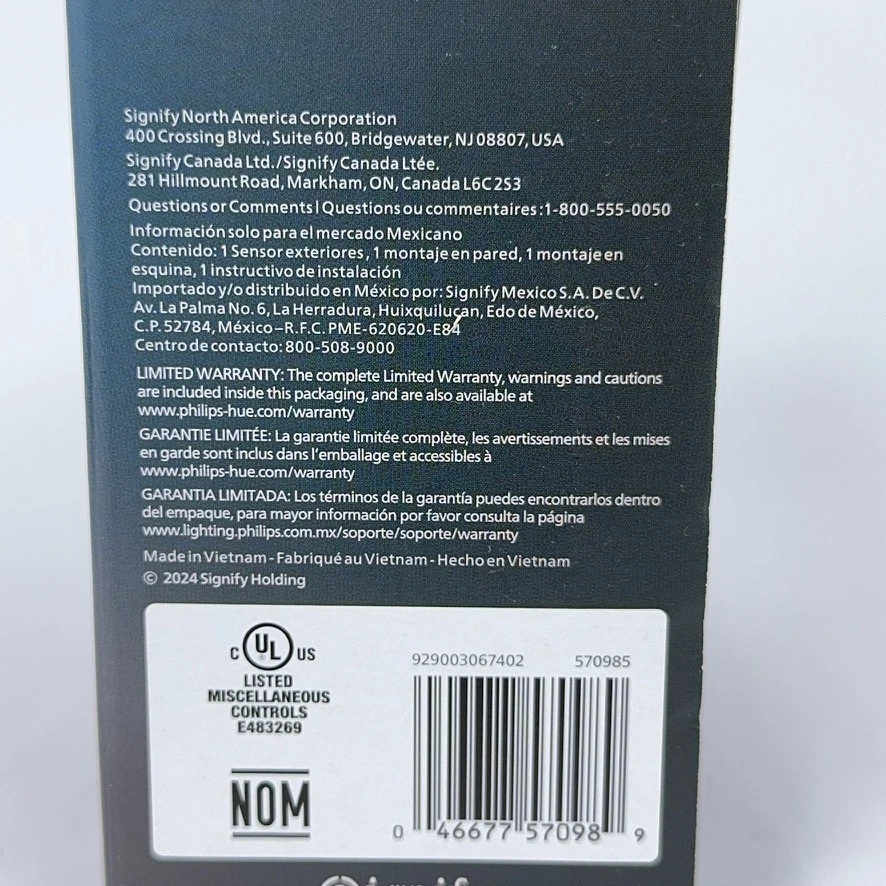 Signify North America Corporation
400 Crossing Blvd., Suite 600, Bridgewater, NJ 08807, USA
Signify Canada Ltd./Signify Canada Ltée.
281 Hillmount Road, Markham, ON, Canada L6C 2S3
Questions or Comments | Questions ou commentaires :1-800-555-0050
Información solo para el mercado Mexicano
Contenido: 1 Sensor exteriores, 1 montaje en pared, 1 montaje en
esquina, 1 instructivo de instalación
Importado y/o distribuido en México por: Signify Mexico S.A. De C.V.
Av. La Palma No. 6, La Herradura, Huixquilucan, Edo de México,
C.P. 52784, México – R.F.C. PME-620620-E84
Centro de contacto: 800-508-9000
LIMITED WARRANTY: The complete Limited Warranty, warnings and cautions
are included inside this packaging, and are also available at
www.philips-hue.com/warranty
GARANTIE LIMITÉE: La garantie limitée complète, les avertissements et les mises
en garde sont inclus dans l'emballage et accessibles à
www.philips-hue.com/warranty
GARANTIA LIMITADA: Los términos de la garantía puedes encontrarlos dentro
del empaque, para mayor información por favor consulta la página
www.lighting.philips.com.mx/soporte/soporte/warranty
Made in Vietnam - Fabriqué au Vietnam - Hecho en Vietnam
© 2024 Signify Holding
C UL US
LISTED
MISCELLANEOUS
CONTROLS
E483269
NOM
929003067402 570985
0 46677 57098 9